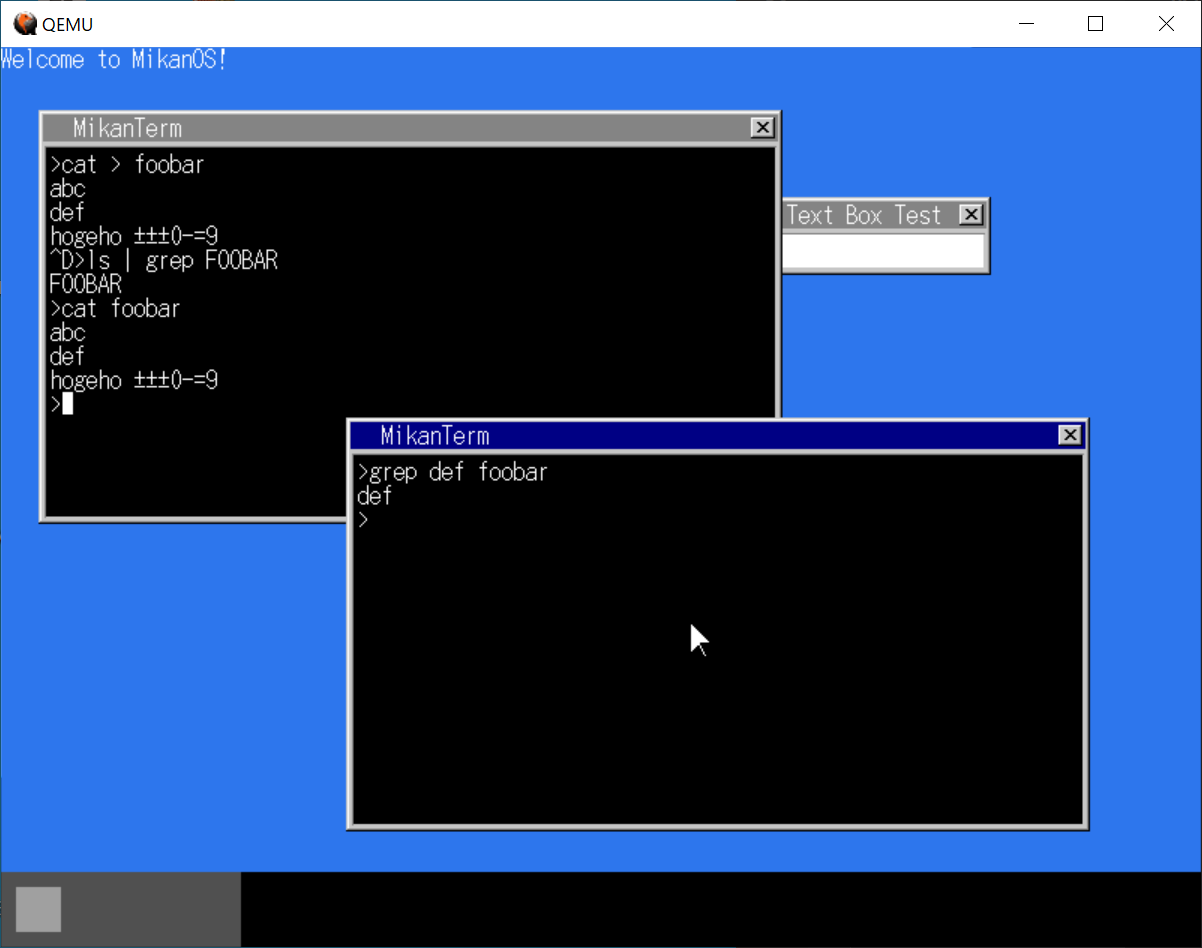 QEMU
Welcome to MikanOS!
MikanTerm
>cat > foobar
abc
def
hogeho ±±±0-=9
^D>ls | grep FOOBAR
FOOBAR
>cat foobar
abc
def
hogeho ±±±0-=9
>
Text Box Test
MikanTerm
>grep def foobar
def
>